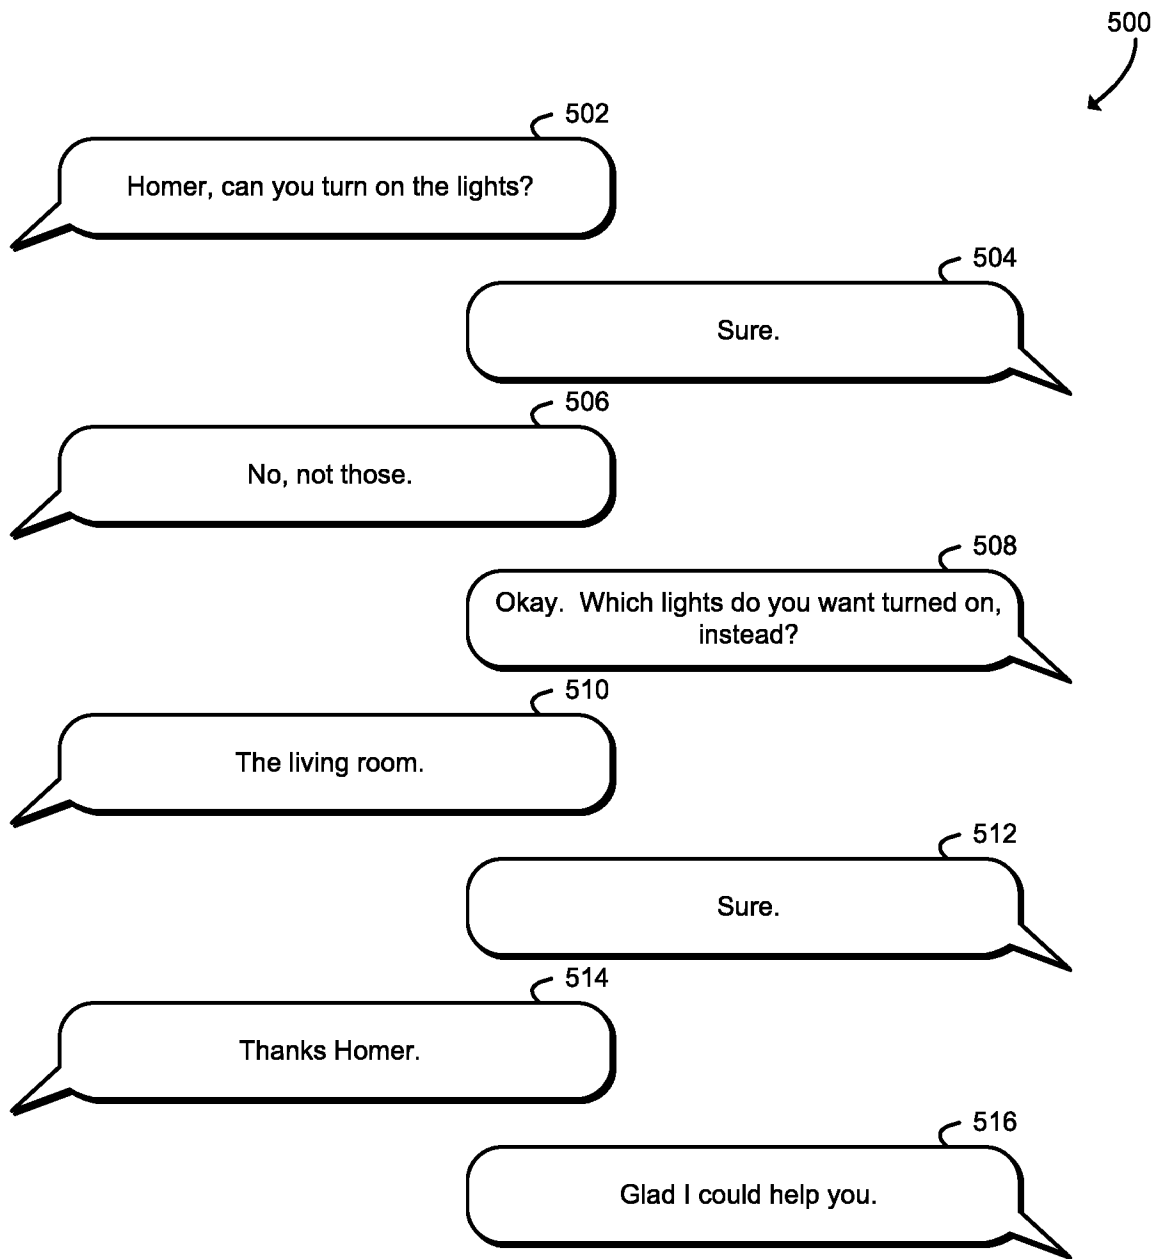 500
502
Homer, can you turn on the lights?
504
Sure.
506
No, not those.
508
Okay.  Which lights do you want turned on,
instead?
510
The living room.
512
Sure.
514
Thanks Homer.
516
Glad I could help you.